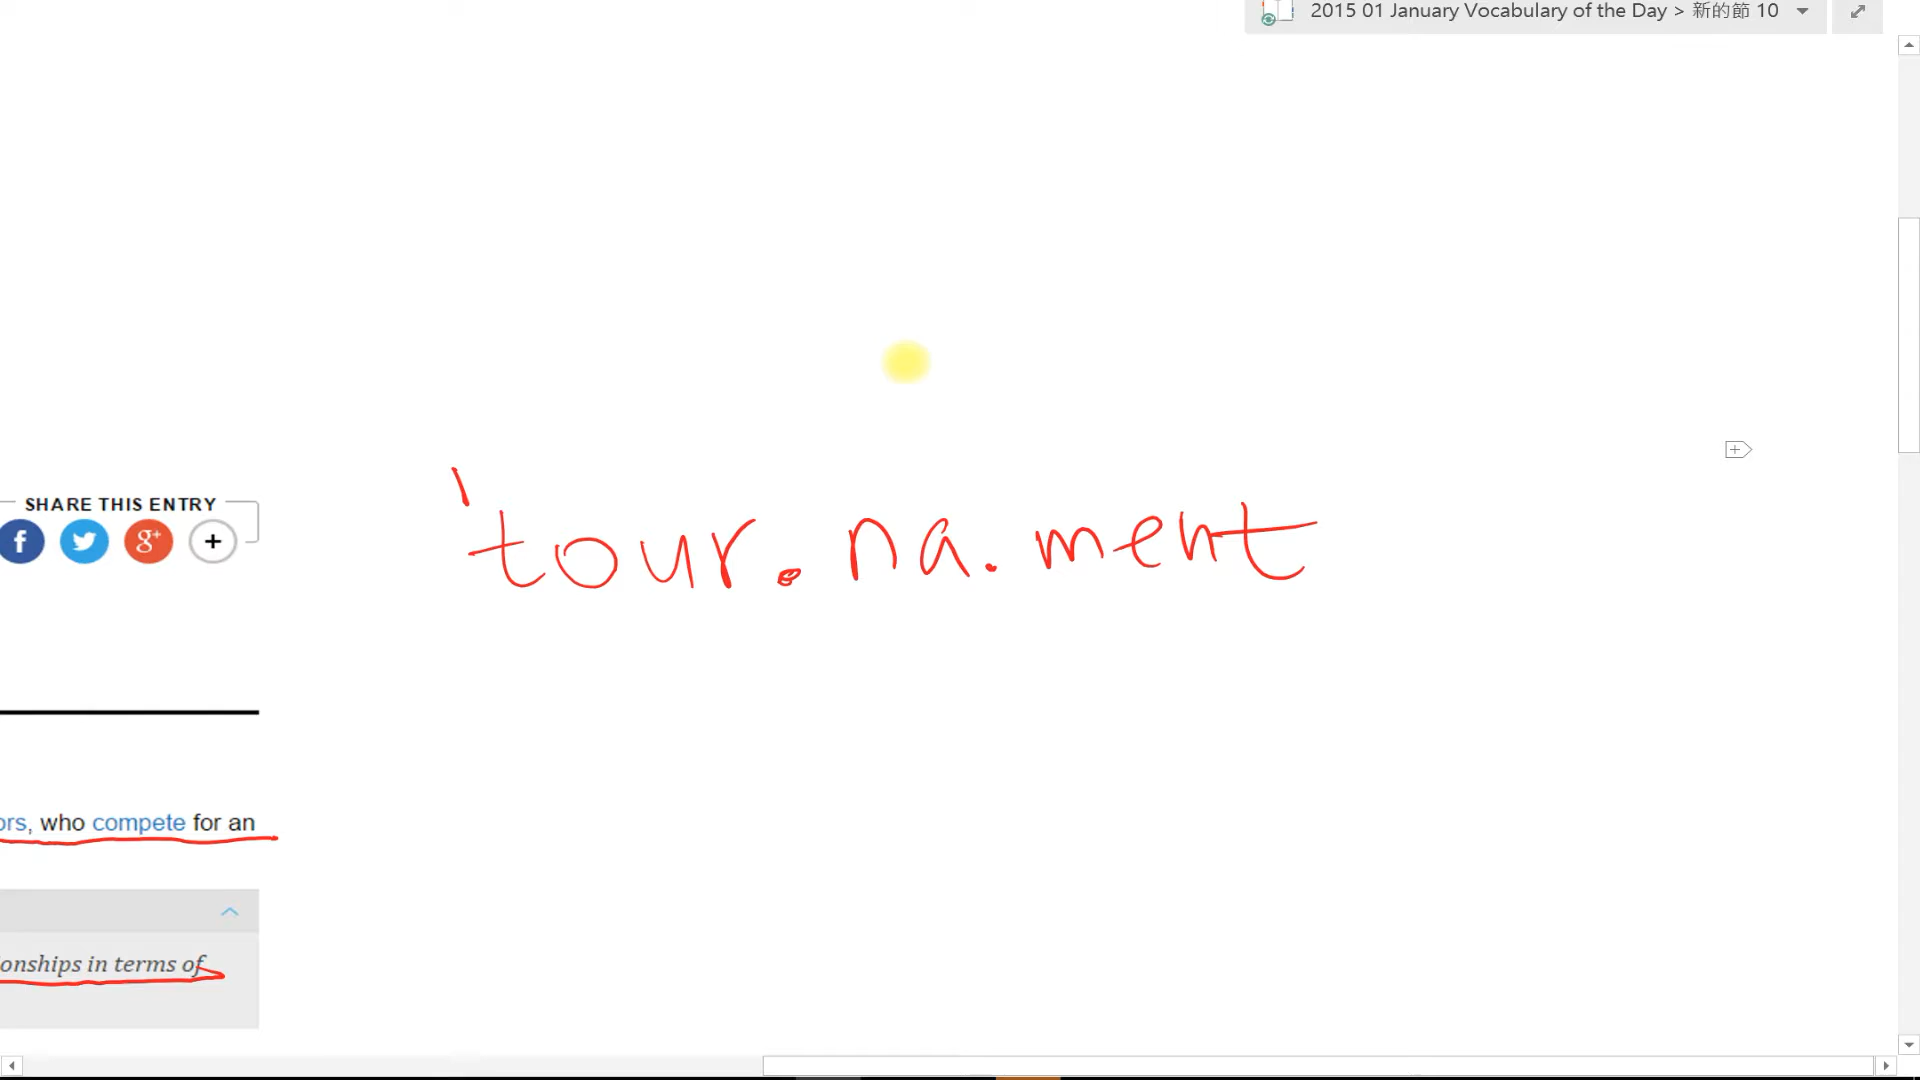 2015 01 January Vocabulary of the Day > 新的節 10
SHARE THIS ENTRY
f g+ +
'tour.na.ment
ors, who compete for an
onships in terms of